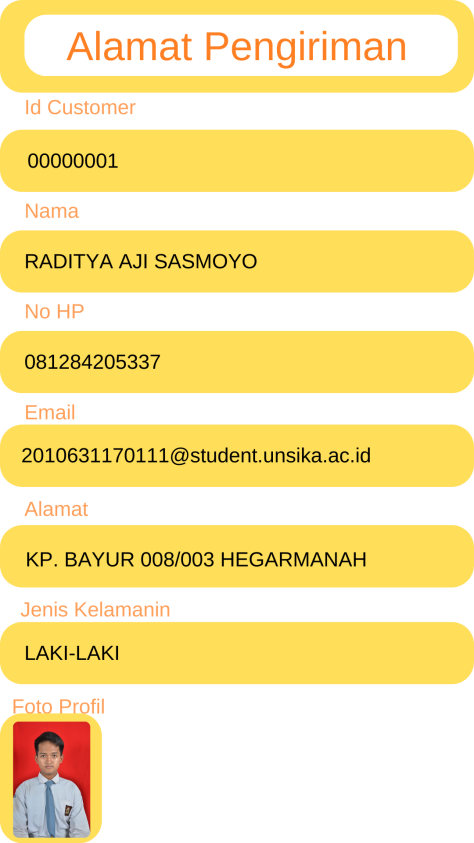 Alamat Pengiriman
Id Customer
00000001
Nama
RADITYA AJI SASMOYO
No HP
081284205337
Email
2010631170111@student.unsika.ac.id
Alamat
KP. BAYUR 008/003 HEGARMANAH
Jenis Kelamanin
LAKI-LAKI
Foto Profil